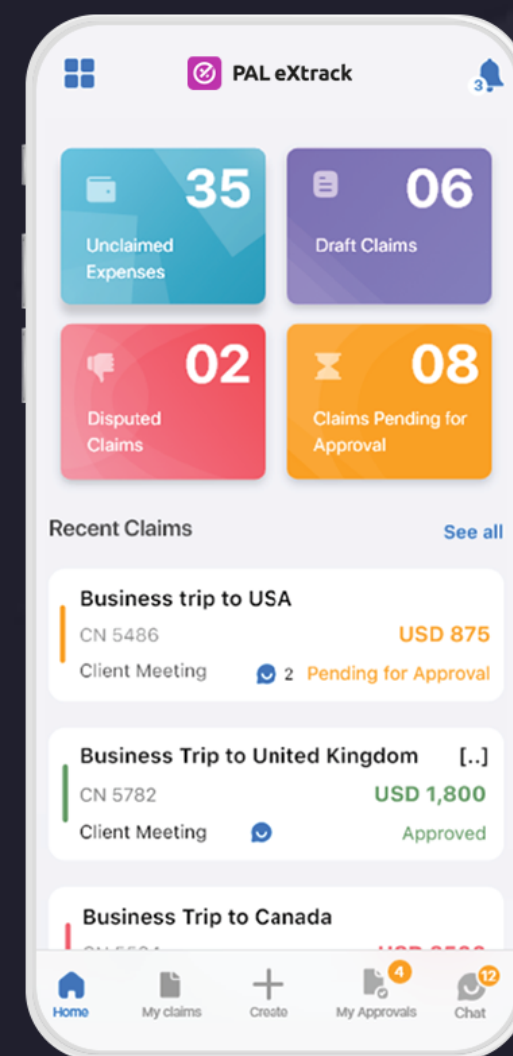 PAL eXtrack
3
35
Unclaimed
Expenses
06
Draft Claims
02
Disputed
Claims
08
Claims Pending for
Approval
Recent Claims
See all
Business trip to USA
CN 5486
USD 875
Client Meeting
2
Pending for Approval
Business Trip to United Kingdom
[..]
CN 5782
USD 1,800
Client Meeting
Approved
Business Trip to Canada
4
12
Home
My claims
Create
My Approvals
Chat